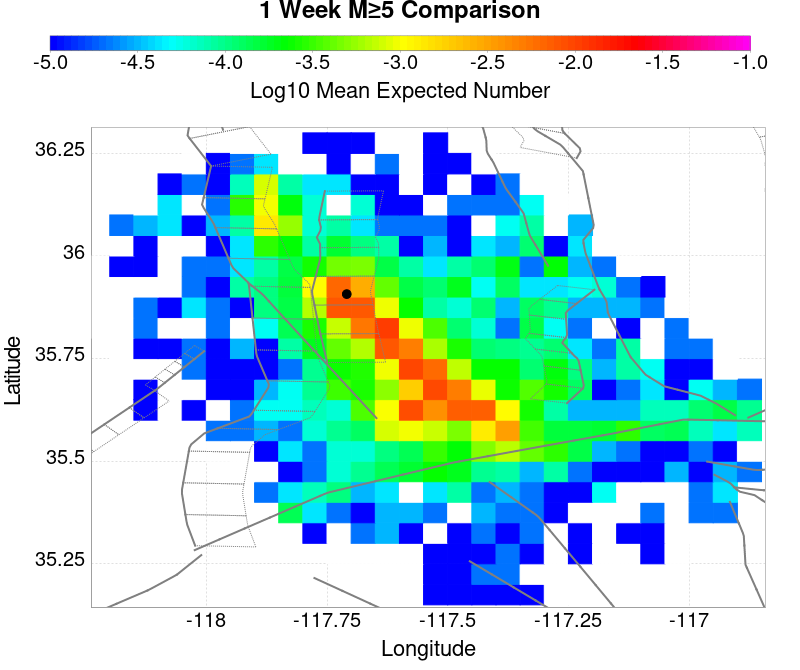 1 Week M≥5 Comparison
-5.0 -4.5 -4.0 -3.5 -3.0 -2.5 -2.0 -1.5 -1.0
Log10 Mean Expected Number
36.25
36
35.75
35.5
35.25
Latitude
-118 -117.75 -117.5 -117.25 -117
Longitude